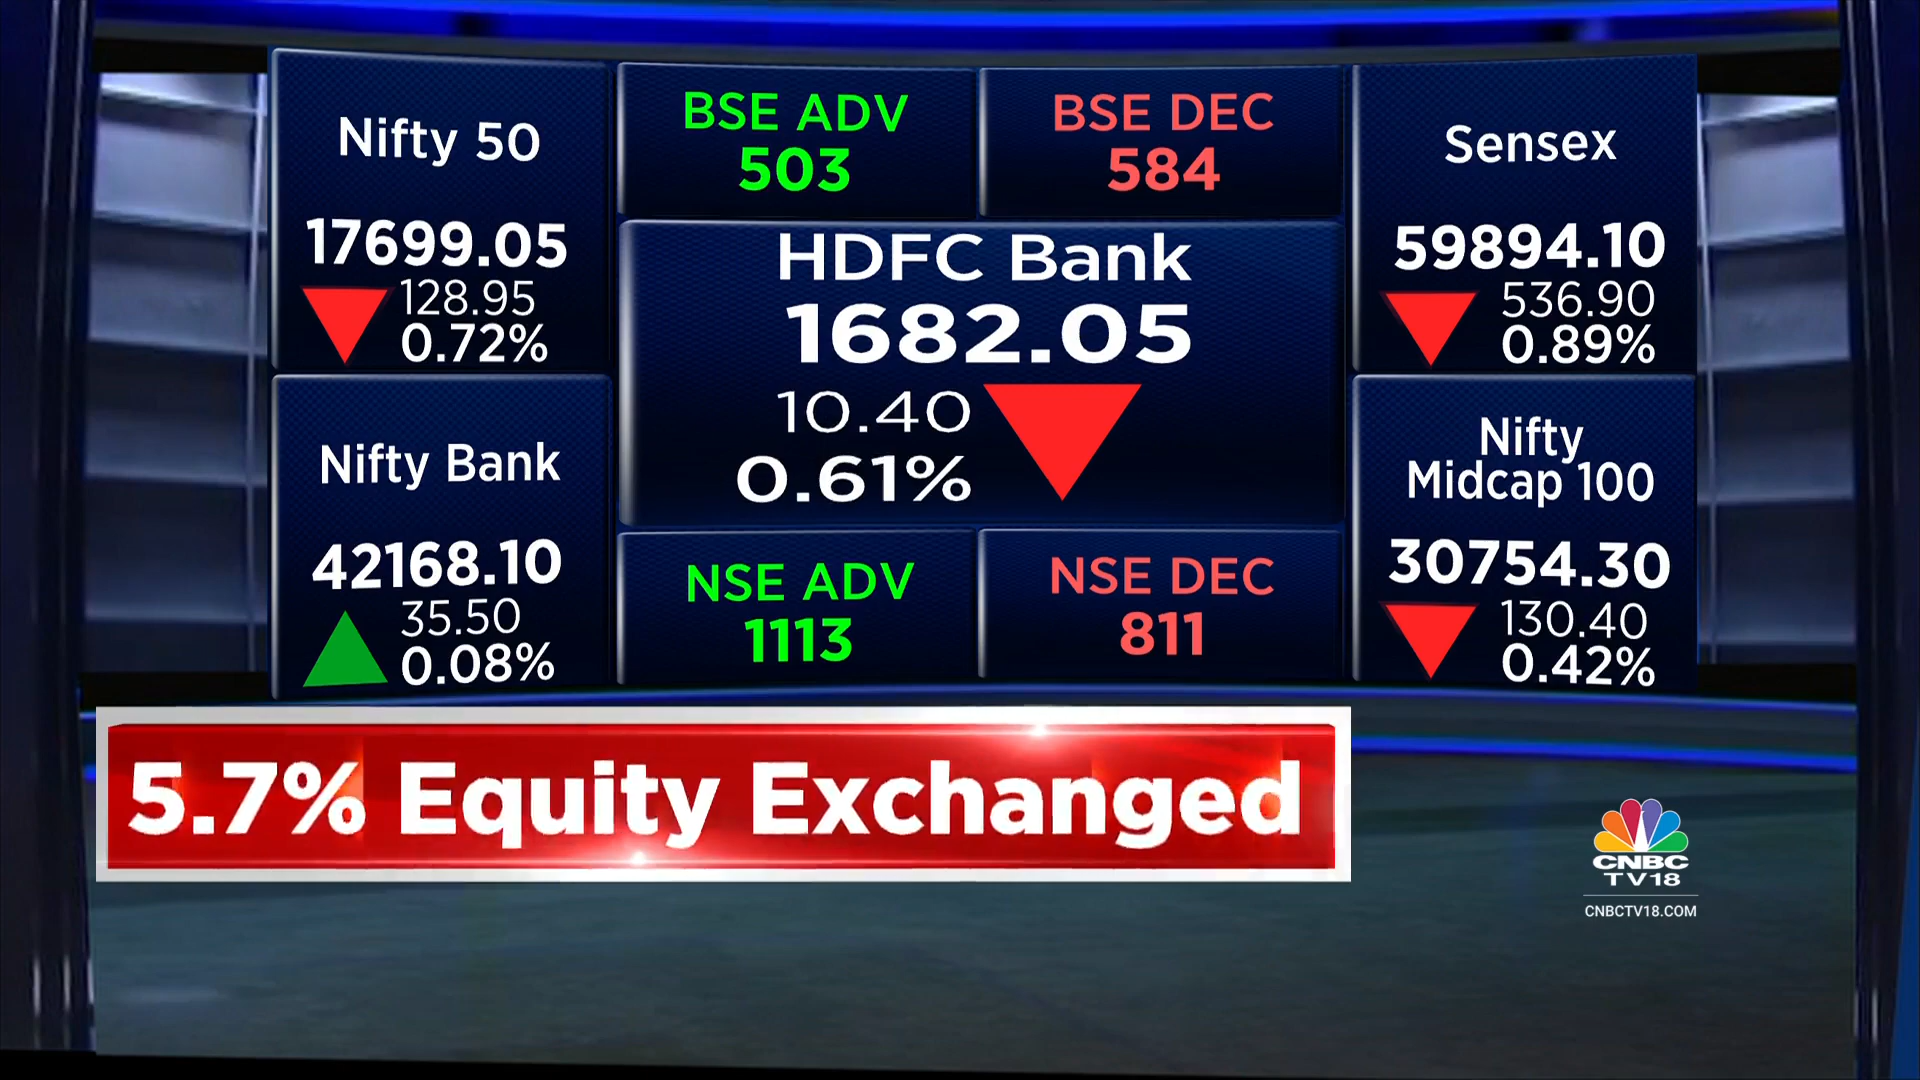 Nifty 50
17699.05
128.95
0.72%
BSE ADV
503
BSE DEC
584
Sensex
59894.10
536.90
0.89%
HDFC Bank
1682.05
10.40
0.61%
Nifty Bank
42168.10
35.50
0.08%
NSE ADV
1113
NSE DEC
811
Nifty
Midcap 100
30754.30
130.40
0.42%
5.7% Equity Exchanged
CNBC
TV18
CNBCTV18.COM